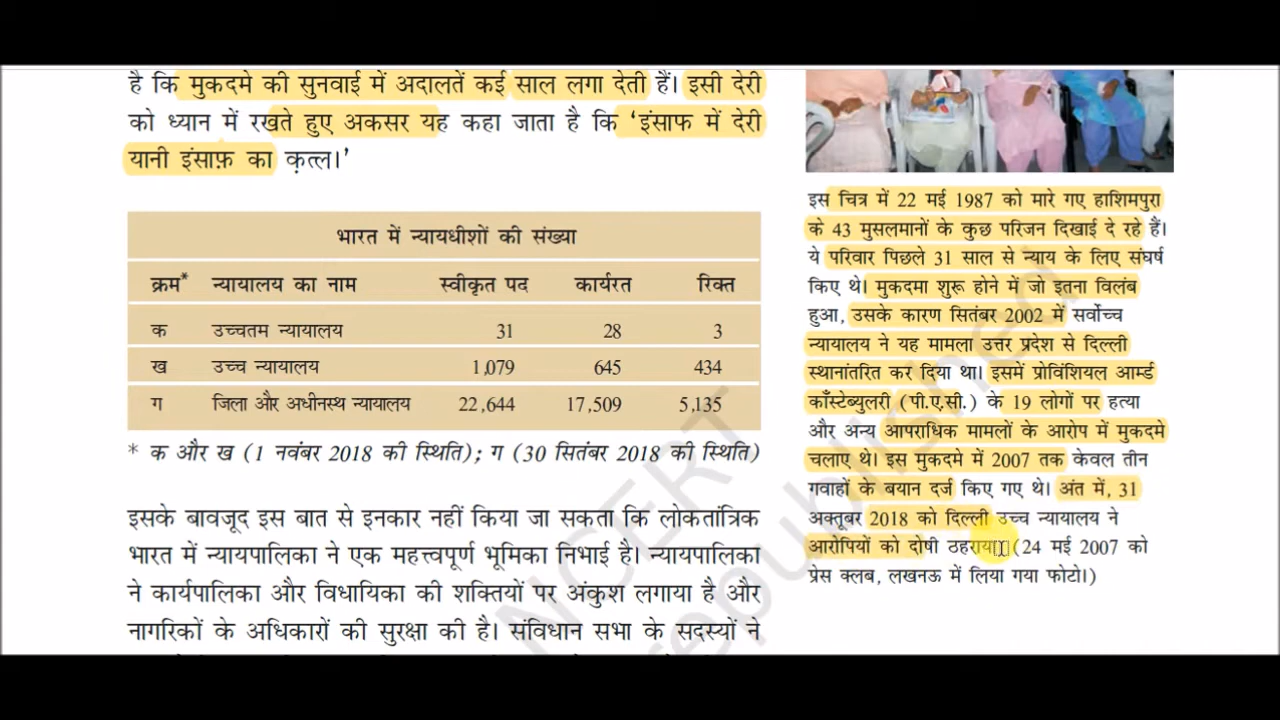 है कि मुकदमे की सुनवाई में अदालतें कई साल लगा देती हैं। इसी देरी
को ध्यान में रखते हुए अकसर यह कहा जाता है कि ‘इंसाफ में देरी
यानी इंसाफ़ का क़त्ल।’
भारत में न्यायधीशों की संख्या
क्रम* न्यायालय का नाम स्वीकृत पद कार्यरत रिक्त
क उच्चतम न्यायालय 31 28 3
ख उच्च न्यायालय 1,079 645 434
ग जिला और अधीनस्थ न्यायालय 22,644 17,509 5,135
* क और ख (1 नवंबर 2018 की स्थिति); ग (30 सितंबर 2018 की स्थिति)
इसके बावजूद इस बात से इनकार नहीं किया जा सकता कि लोकतांत्रिक
भारत में न्यायपालिका ने एक महत्त्वपूर्ण भूमिका निभाई है। न्यायपालिका
ने कार्यपालिका और विधायिका की शक्तियों पर अंकुश लगाया है और
नागरिकों के अधिकारों की सुरक्षा की है। संविधान सभा के सदस्यों ने
इस चित्र में 22 मई 1987 को मारे गए हाशिमपुरा
के 43 मुसलमानों के कुछ परिजन दिखाई दे रहे हैं।
ये परिवार पिछले 31 साल से न्याय के लिए संघर्ष
किए थे। मुकदमा शुरू होने में जो इतना विलंब
हुआ, उसके कारण सितंबर 2002 में सर्वोच्च
न्यायालय ने यह मामला उत्तर प्रदेश से दिल्ली
स्थानांतरित कर दिया था। इसमें प्रोविंशियल आर्म्ड
काँस्टेब्युलरी (पी.ए.सी.) के 19 लोगों पर हत्या
और अन्य आपराधिक मामलों के आरोप में मुकदमे
चलाए थे। इस मुकदमे में 2007 तक केवल तीन
गवाहों के बयान दर्ज किए गए थे। अंत में, 31
अक्तूबर 2018 को दिल्ली उच्च न्यायालय ने
आरोपियों को दोषी ठहराया। (24 मई 2007 को
प्रेस क्लब, लखनऊ में लिया गया फोटो।)
NCERT
republished